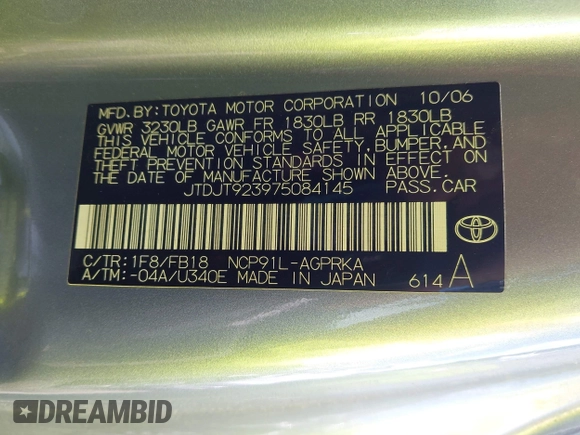 MFD. BY: TOYOTA MOTOR CORPORATION 10/06
GVWR 3230LB GAWR FR 1830LB RR 1830LB
THIS VEHICLE CONFORMS TO ALL APPLICABLE
FEDERAL MOTOR VEHICLE SAFETY, BUMPER, AND
THEFT PREVENTION STANDARDS IN EFFECT ON
THE DATE OF MANUFACTURE SHOWN ABOVE.
JTDJT923975084145 PASS. CAR
C/TR: 1F8/FB18 NCP91L-AGPRKA
A/TM: -04A/U340E MADE IN JAPAN 614 A
DREAMBID